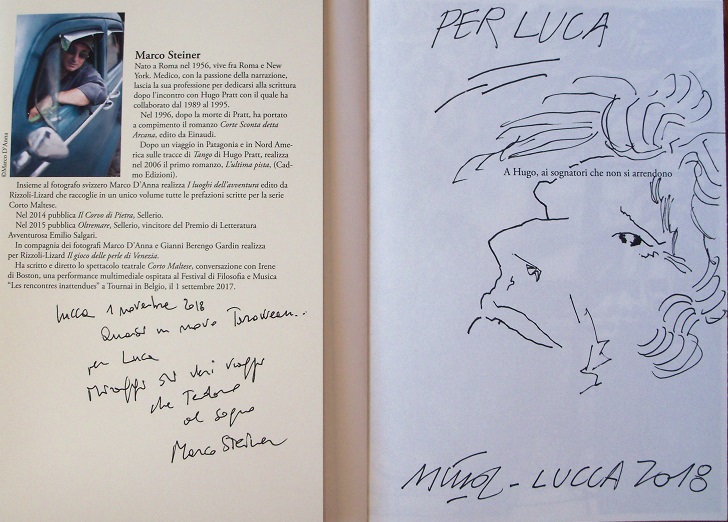 ©Marco D'Anna
Marco Steiner
Nato a Roma nel 1956, vive fra Roma e New
York. Medico, con la passione della narrazione,
lascia la sua professione per dedicarsi alla scrittura
dopo l'incontro con Hugo Pratt con il quale ha
collaborato dal 1989 al 1995.
Nel 1996, dopo la morte di Pratt, ha portato
a compimento il romanzo Corte Sconta detta
Arcana, edito da Einaudi.
Dopo un viaggio in Patagonia e in Nord Ame-
rica sulle tracce di Tango di Hugo Pratt, realizza
nel 2006 il primo romanzo, L'ultima pista, (Cad-
mo Edizioni).
Insieme al fotografo svizzero Marco D'Anna realizza I luoghi dell'avventura edito da
Rizzoli-Lizard che raccoglie in un unico volume tutte le prefazioni scritte per la serie
Corto Maltese.
Nel 2014 pubblica Il Corvo di Pietra, Sellerio.
Nel 2015 pubblica Oltremare, Sellerio, vincitore del Premio di Letteratura
Avventurosa Emilio Salgari.
In compagnia dei fotografi Marco D'Anna e Gianni Berengo Gardin realizza
per Rizzoli-Lizard Il gioco delle perle di Venezia.
Ha scritto e diretto lo spettacolo teatrale Corto Maltese, conversazione con Irene
di Boston, una performance multimediale ospitata al Festival di Filosofia e Musica
"Les rencontres inattendues" a Tournai in Belgio, il 1 settembre 2017.
Lucca 1 novembre 2018
Quasi un nuovo
per Luca
viaggi
che
al sogno
Marco Steiner
PER LUCA
A Hugo, ai sognatori che non si arrendono
MUÑOZ - LUCCA 2018